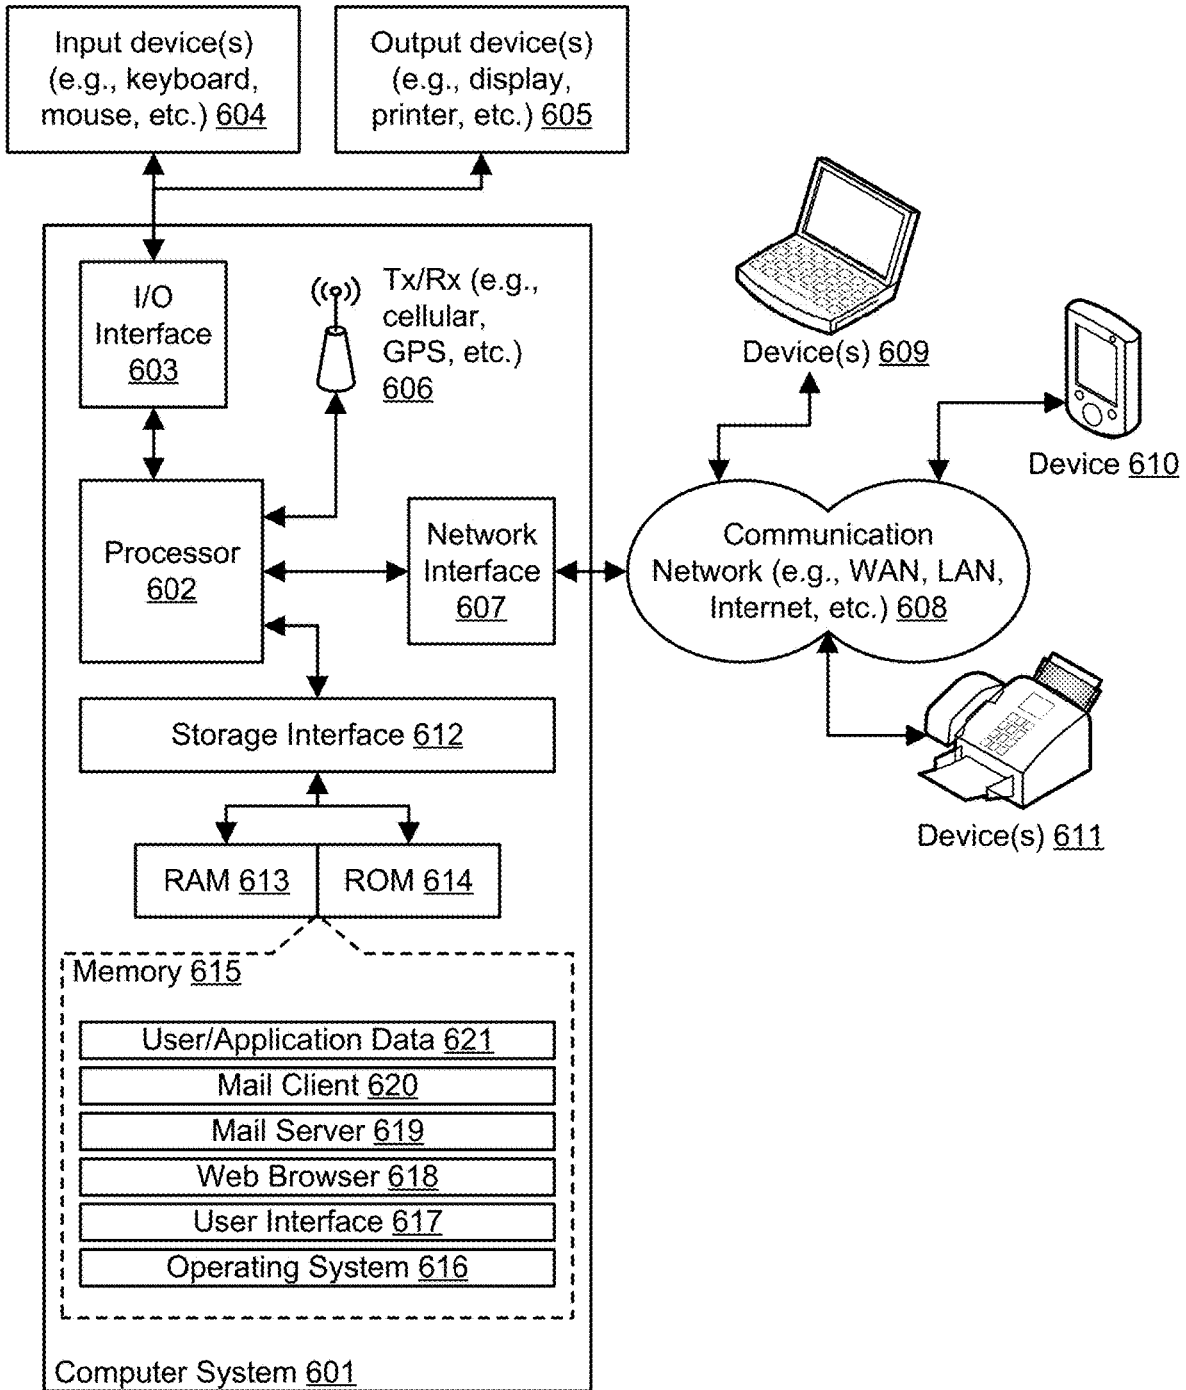 Input device(s)
(e.g., keyboard,
mouse, etc.) 604
Output device(s)
(e.g., display,
printer, etc.) 605
I/O
Interface
603
Tx/Rx (e.g.,
cellular,
GPS, etc.)
606
Device(s) 609
Device 610
Processor
602
Network
Interface
607
Communication
Network (e.g., WAN, LAN,
Internet, etc.) 608
Storage Interface 612
Device(s) 611
RAM 613
ROM 614
Memory 615
User/Application Data 621
Mail Client 620
Mail Server 619
Web Browser 618
User Interface 617
Operating System 616
Computer System 601